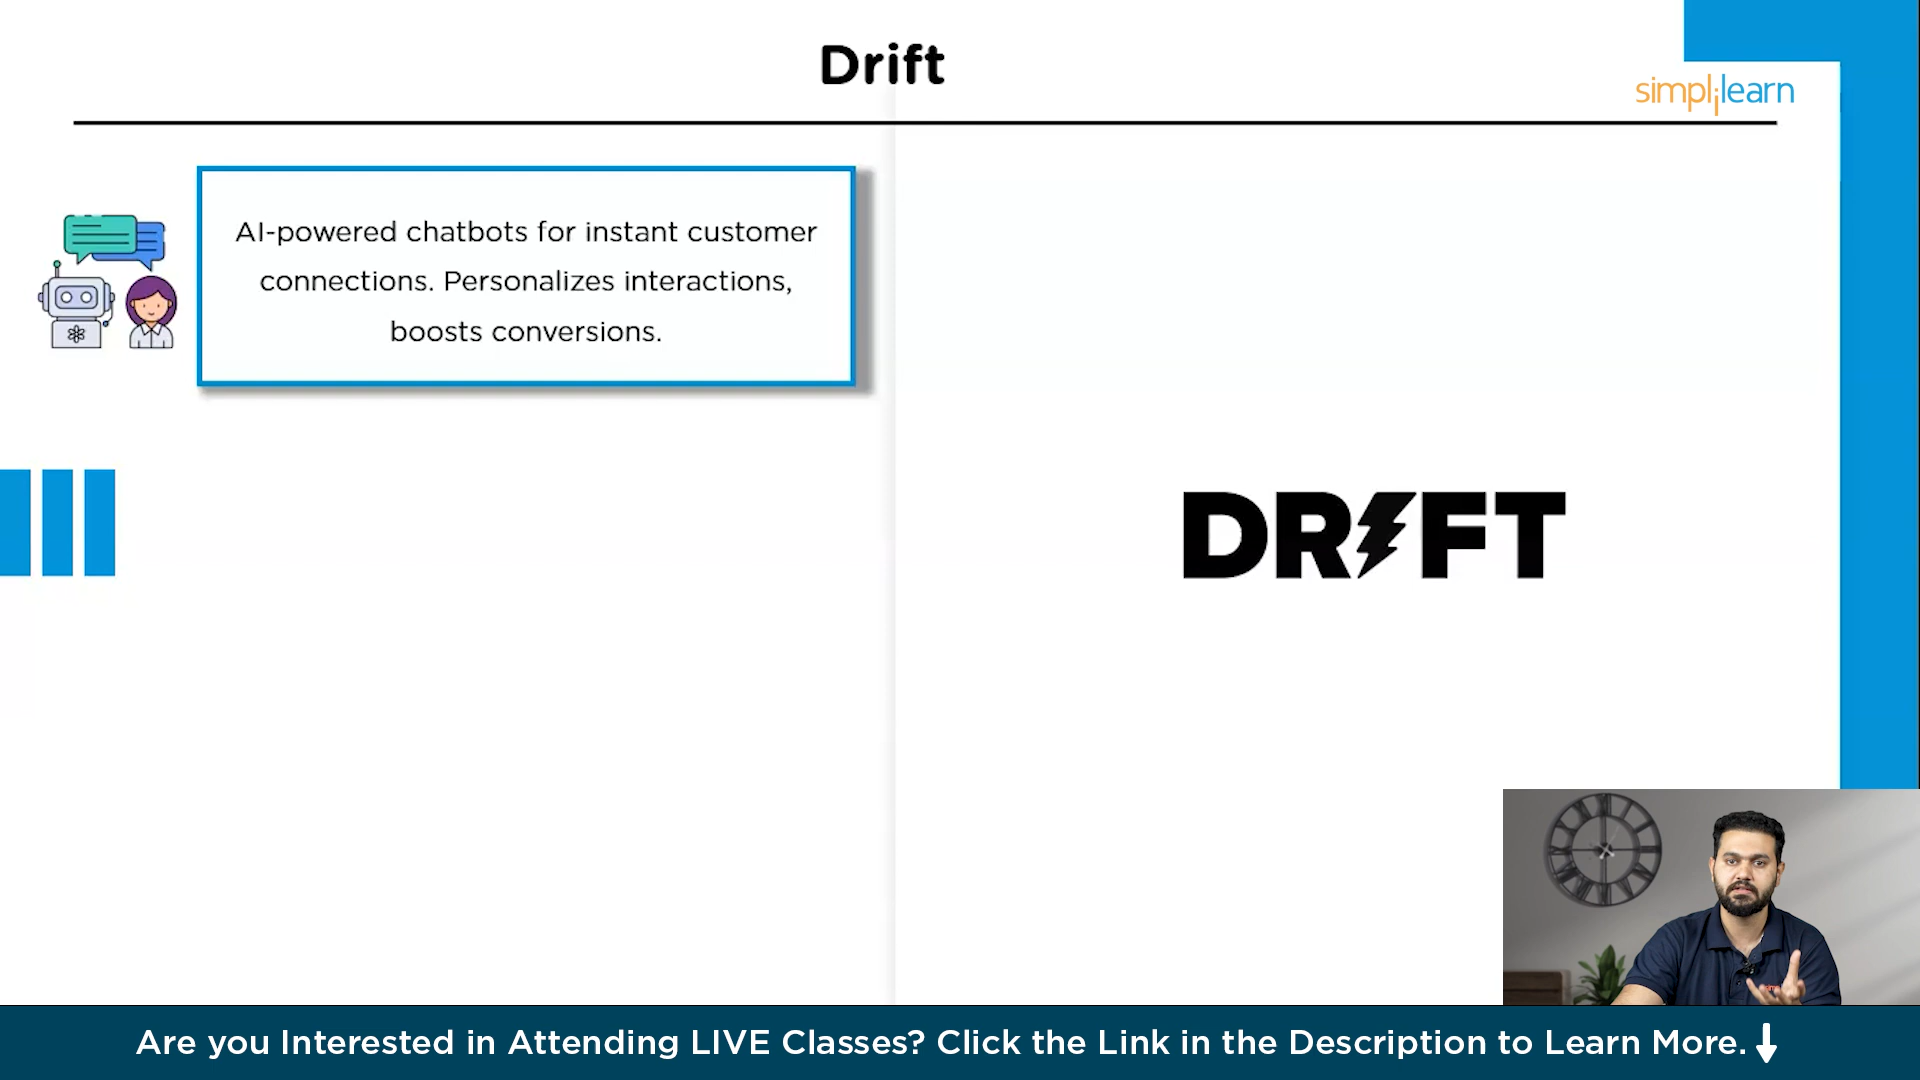 Drift
simplilearn
AI-powered chatbots for instant customer
connections. Personalizes interactions,
boosts conversions.
DRIFT
Are you Interested in Attending LIVE Classes? Click the Link in the Description to Learn More.